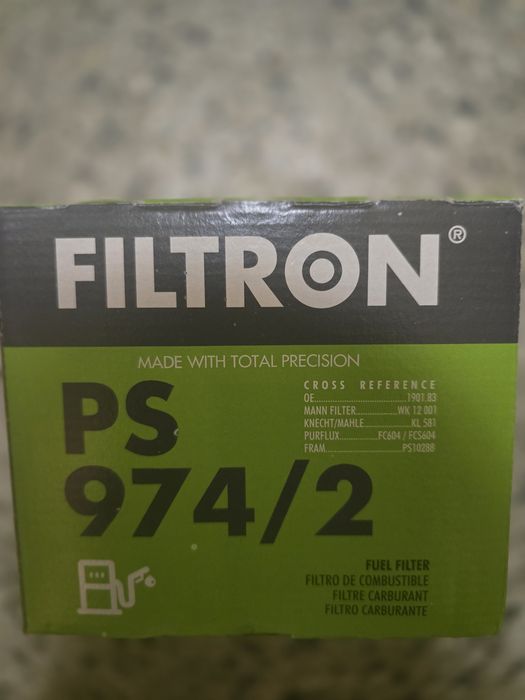 FILTRON®
MADE WITH TOTAL PRECISION
PS
974/2
CROSS REFERENCE
OE..........................................1901.83
MANN FILTER..............WK 12 001
KNECHT/MAHLE................KL 581
PURFLUX.............FC604 / FCS604
FRAM..........................PS10288
FUEL FILTER
FILTRO DE COMBUSTIBLE
FILTRE CARBURANT
FILTRO CARBURANTE